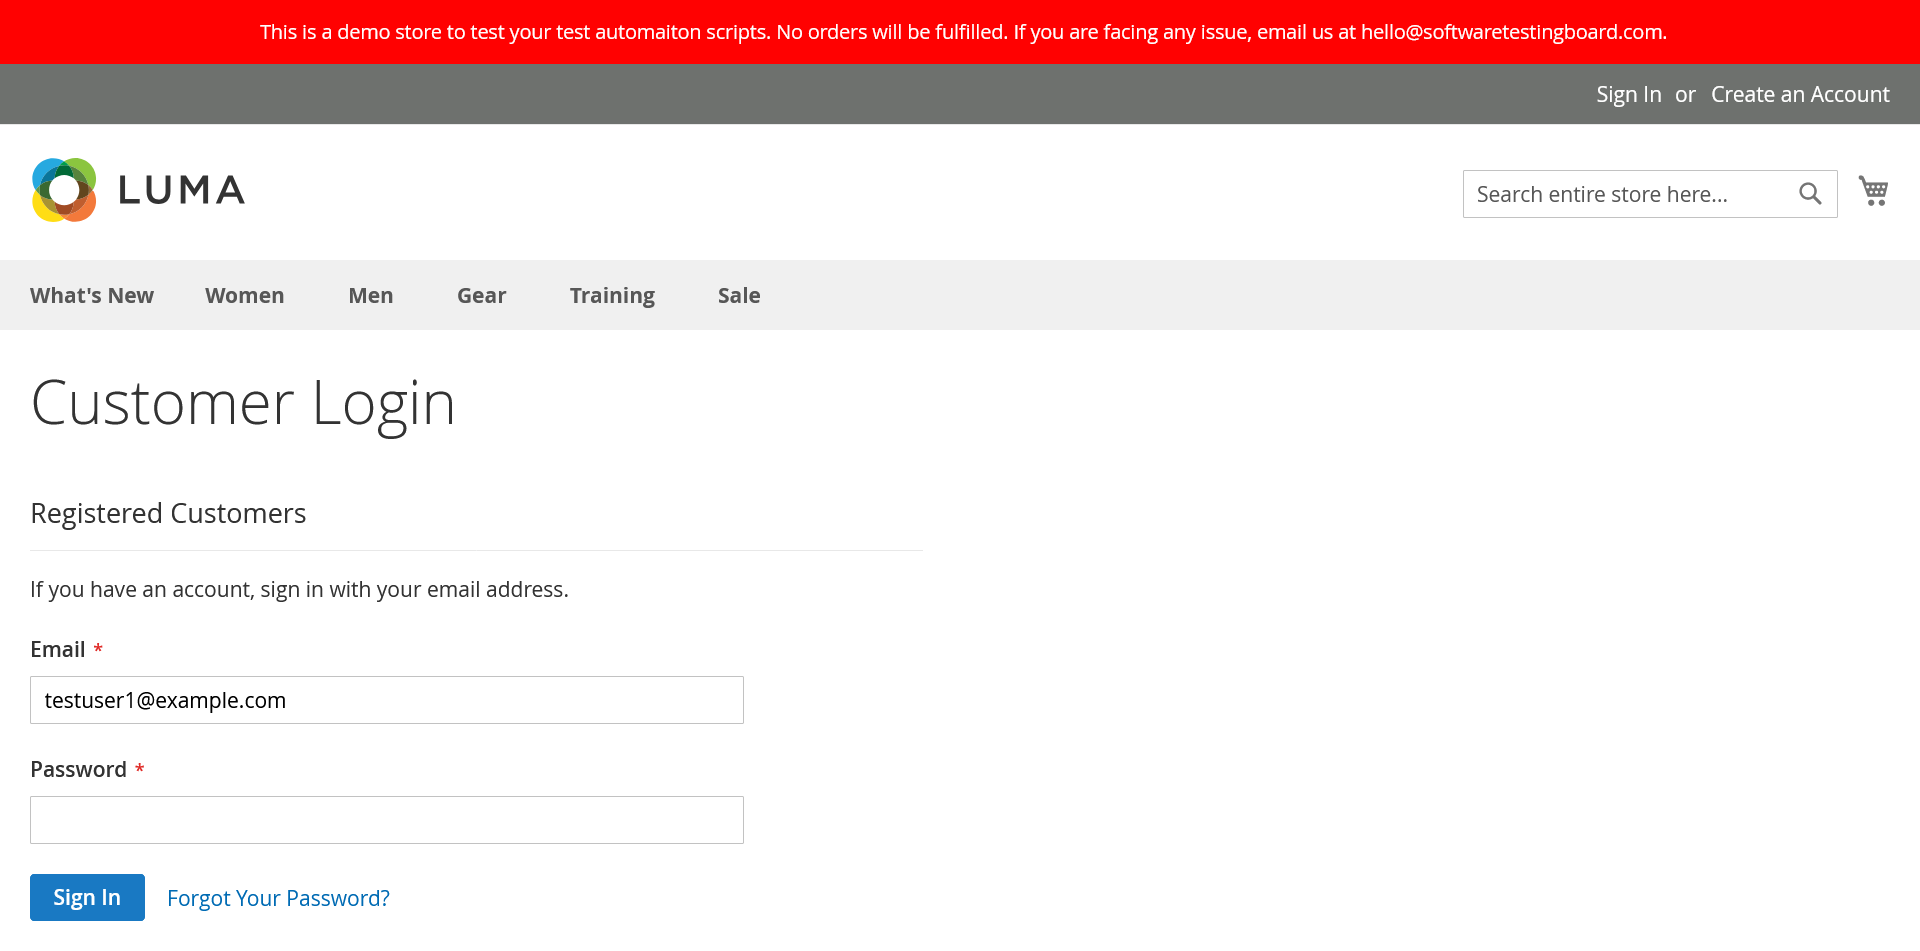 This is a demo store to test your test automaiton scripts. No orders will be fulfilled. If you are facing any issue, email us at hello@softwaretestingboard.com.
Sign In or Create an Account
LUMA
Search entire store here...
What's New Women Men Gear Training Sale
Customer Login
Registered Customers
If you have an account, sign in with your email address.
Email *
testuser1@example.com
Password *
Sign In Forgot Your Password?